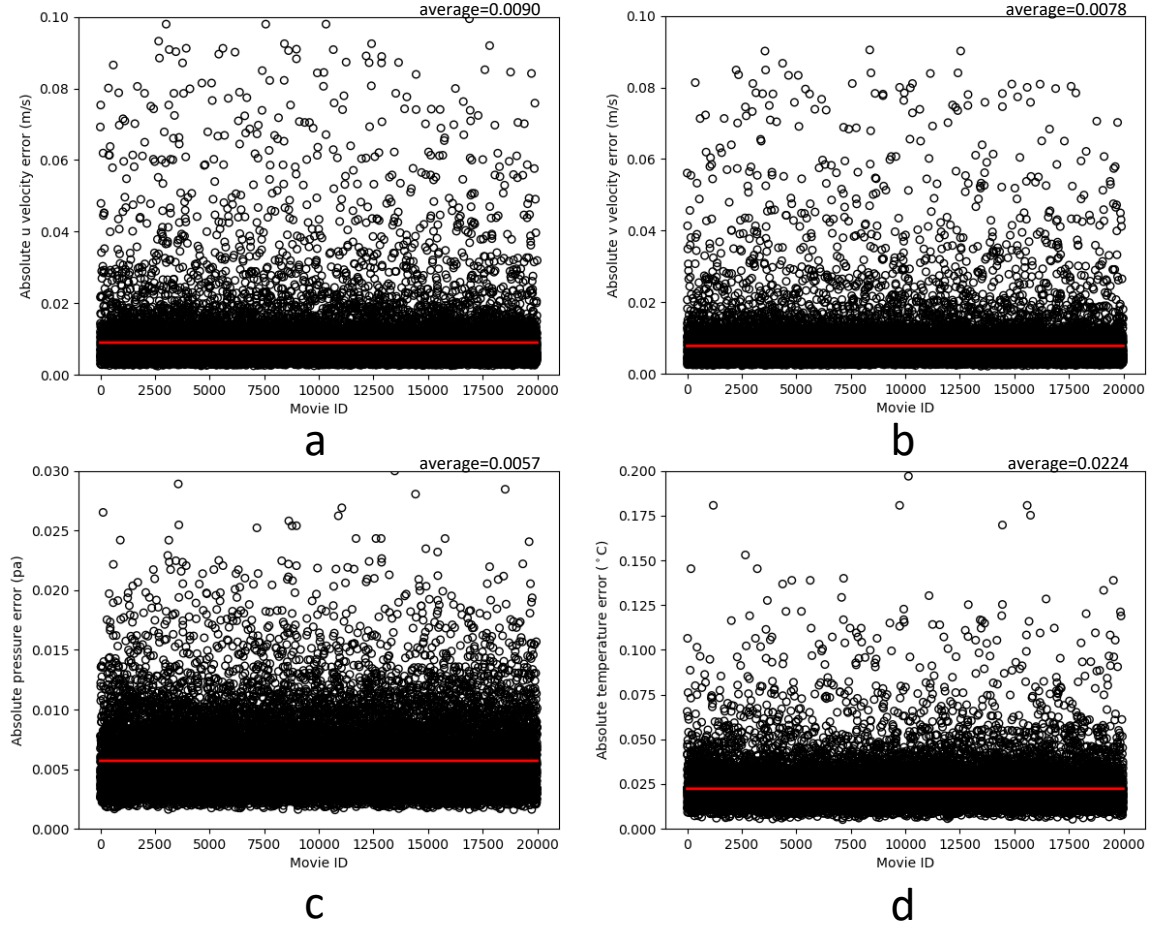 average=0.0090
0.10
0.08
0.06
0.04
0.02
0.00
Absolute u velocity error (m/s)
0 2500 5000 7500 10000 12500 15000 17500 20000
Movie ID
a
average=0.0078
0.10
0.08
0.06
0.04
0.02
0.00
Absolute v velocity error (m/s)
0 2500 5000 7500 10000 12500 15000 17500 20000
Movie ID
b
average=0.0057
0.030
0.025
0.020
0.015
0.010
0.005
0.000
Absolute pressure error (pa)
0 2500 5000 7500 10000 12500 15000 17500 20000
Movie ID
c
average=0.0224
0.200
0.175
0.150
0.125
0.100
0.075
0.050
0.025
0.000
Absolute temperature error (°C)
0 2500 5000 7500 10000 12500 15000 17500 20000
Movie ID
d